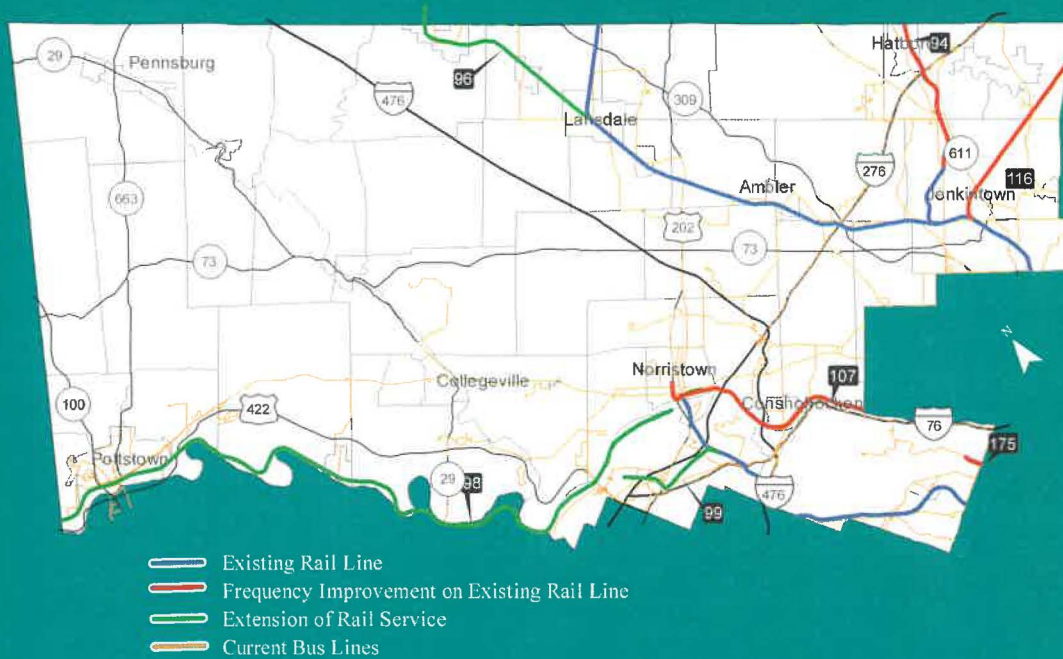 29
Pennsburg
96
476
Lansdale
309
Hatboro
94
611
116
276
Ambler
Jenkintown
663
202
73
73
Norristown
107
Collegeville
Conshohocken
100
422
76
Pottstown
175
29
98
476
99
N
Existing Rail Line
Frequency Improvement on Existing Rail Line
Extension of Rail Service
Current Bus Lines